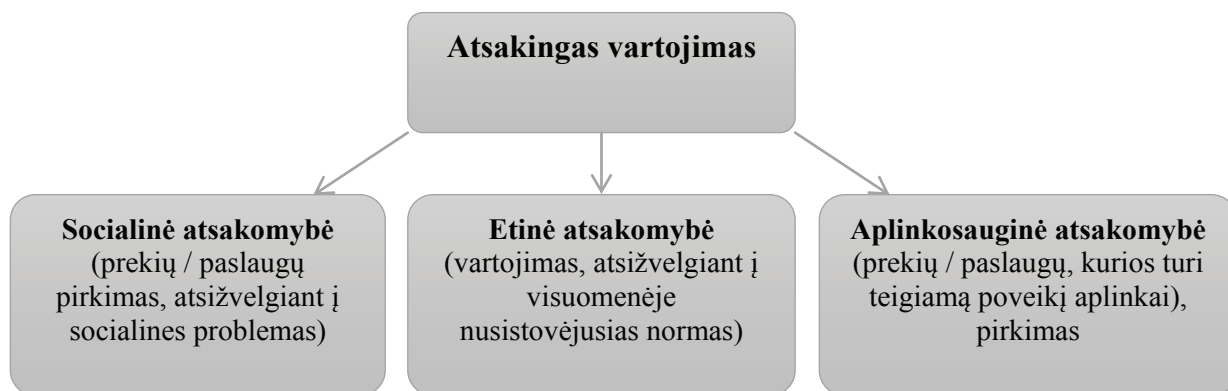 Atsakingas vartojimas
Socialinė atsakomybė
(prekių / paslaugų
pirkimas, atsižvelgiant į
socialines problemas)
Etinė atsakomybė
(vartojimas, atsižvelgiant į
visuomenėje
nusistovėjusias normas)
Aplinkosauginė atsakomybė
(prekių / paslaugų, kurios turi
teigiamą poveikį aplinkai),
pirkimas